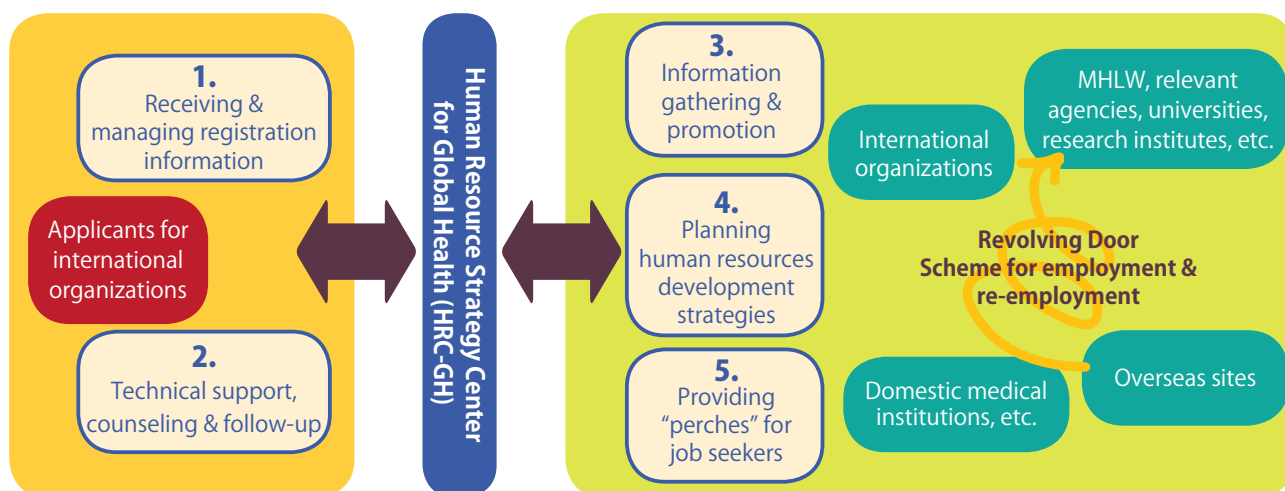 1.
Receiving &
managing registration
information
Applicants for
international
organizations
2.
Technical support,
counseling & follow-up
Human Resource Strategy Center
for Global Health (HRC-GH)
3.
Information
gathering &
promotion
4.
Planning
human resources
development
strategies
5.
Providing
“perches” for
job seekers
International
organizations
MHLW, relevant
agencies, universities,
research institutes, etc.
Revolving Door
Scheme for employment &
re-employment
Domestic medical
institutions, etc.
Overseas sites